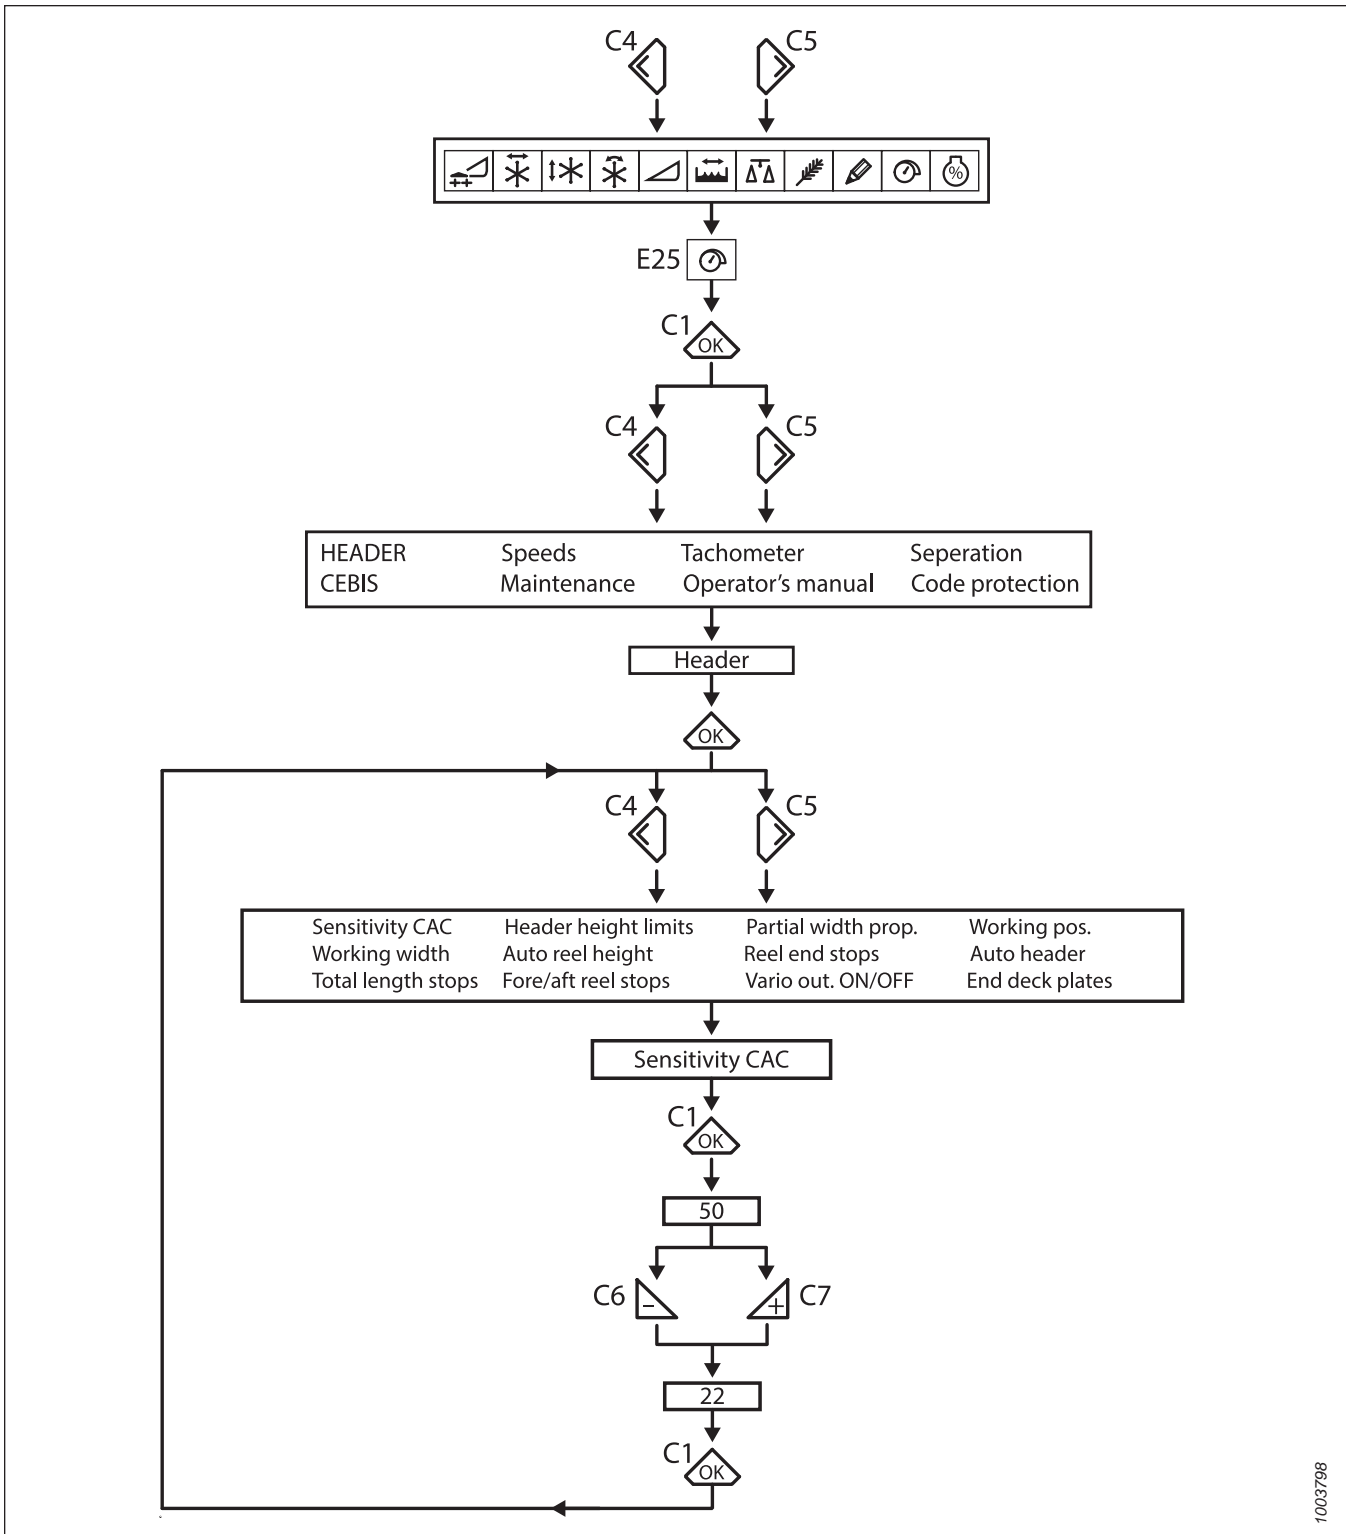 C4 C5
%
E25
C1
OK
C4 C5
HEADER Speeds Tachometer Seperation
CEBIS Maintenance Operator's manual Code protection
Header
OK
C4 C5
Sensitivity CAC Header height limits Partial width prop. Working pos.
Working width Auto reel height Reel end stops Auto header
Total length stops Fore/aft reel stops Vario out. ON/OFF End deck plates
Sensitivity CAC
C1
OK
50
C6 - + C7
22
C1
OK
1003798